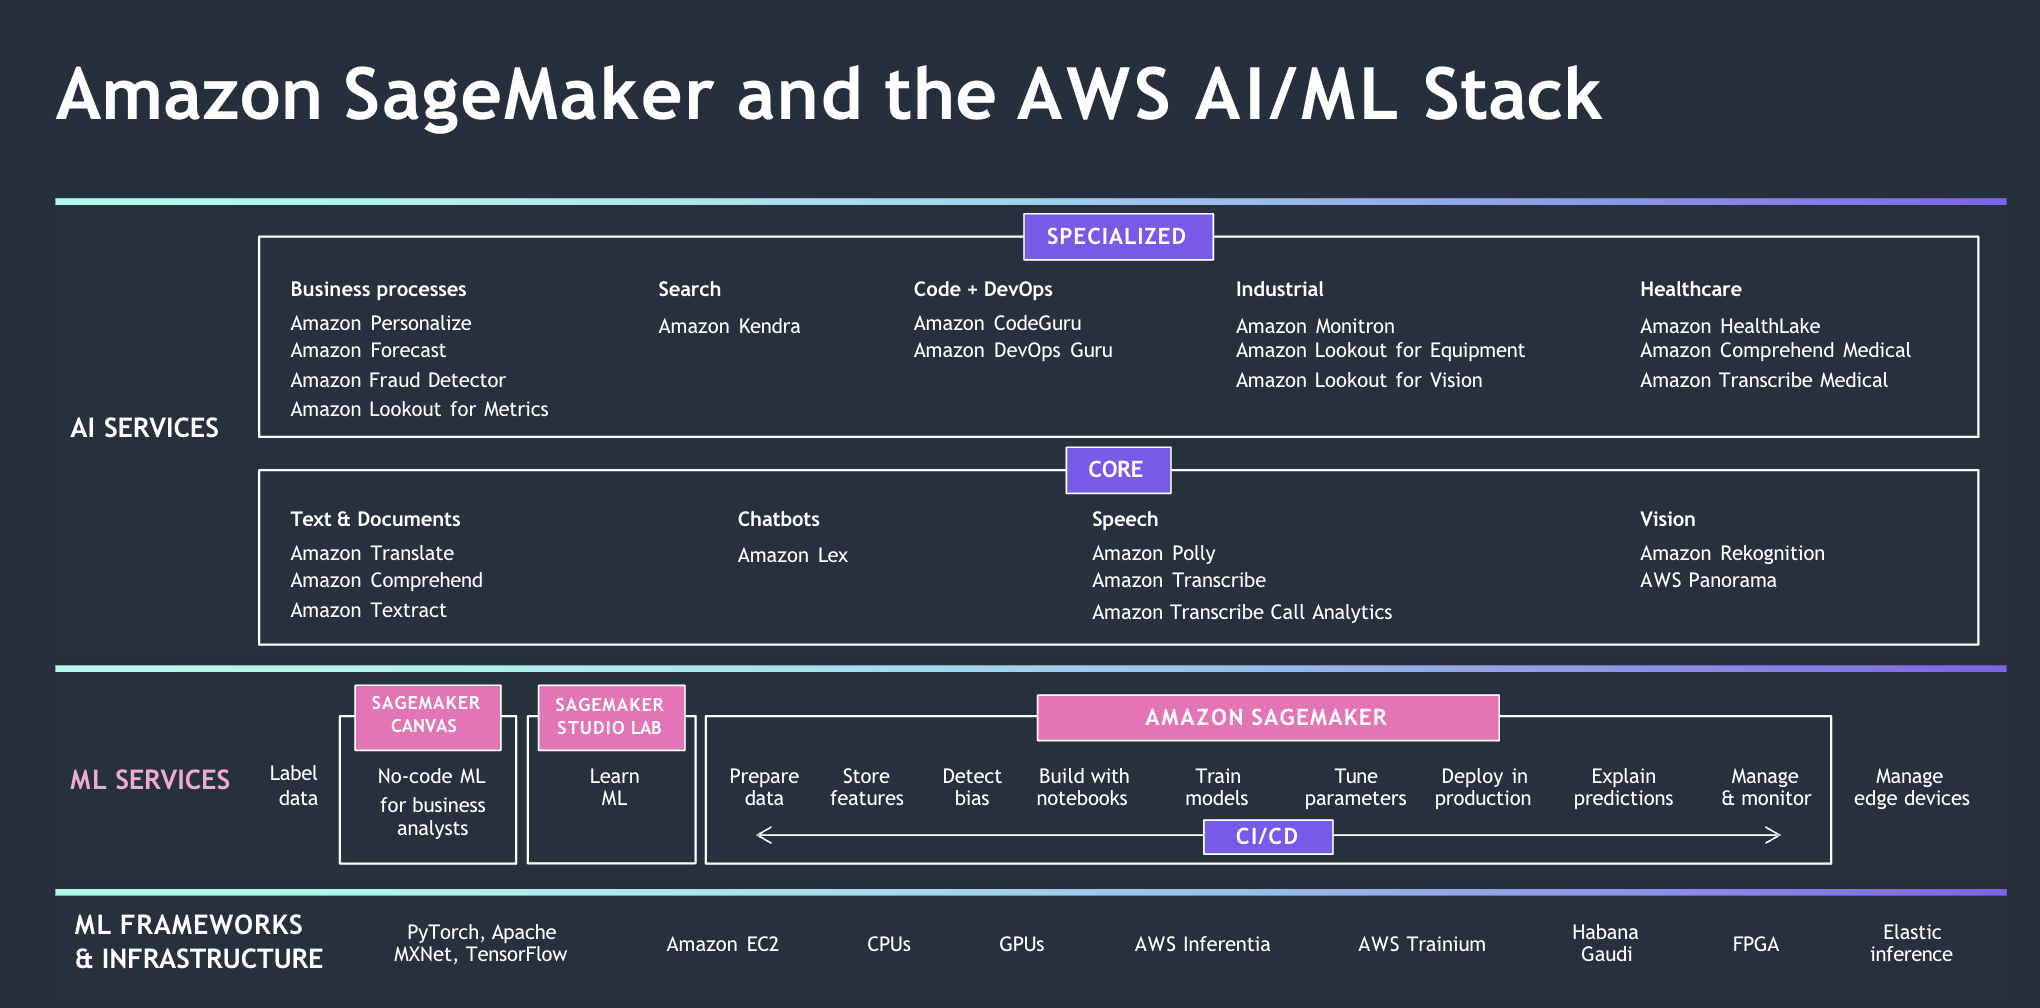 Amazon SageMaker and the AWS AI/ML Stack
AI SERVICES
SPECIALIZED
Business processes
Amazon Personalize
Amazon Forecast
Amazon Fraud Detector
Amazon Lookout for Metrics
Search
Amazon Kendra
Code + DevOps
Amazon CodeGuru
Amazon DevOps Guru
Industrial
Amazon Monitron
Amazon Lookout for Equipment
Amazon Lookout for Vision
Healthcare
Amazon HealthLake
Amazon Comprehend Medical
Amazon Transcribe Medical
CORE
Text & Documents
Amazon Translate
Amazon Comprehend
Amazon Textract
Chatbots
Amazon Lex
Speech
Amazon Polly
Amazon Transcribe
Amazon Transcribe Call Analytics
Vision
Amazon Rekognition
AWS Panorama
ML SERVICES
Label
data
SAGEMAKER
CANVAS
No-code ML
for business
analysts
SAGEMAKER
STUDIO LAB
Learn
ML
AMAZON SAGEMAKER
Prepare
data
Store
features
Detect
bias
Build with
notebooks
Train
models
Tune
parameters
Deploy in
production
Explain
predictions
Manage
& monitor
CI/CD
Manage
edge devices
ML FRAMEWORKS
& INFRASTRUCTURE
PyTorch, Apache
MXNet, TensorFlow
Amazon EC2
CPUs
GPUs
AWS Inferentia
AWS Trainium
Habana
Gaudi
FPGA
Elastic
inference